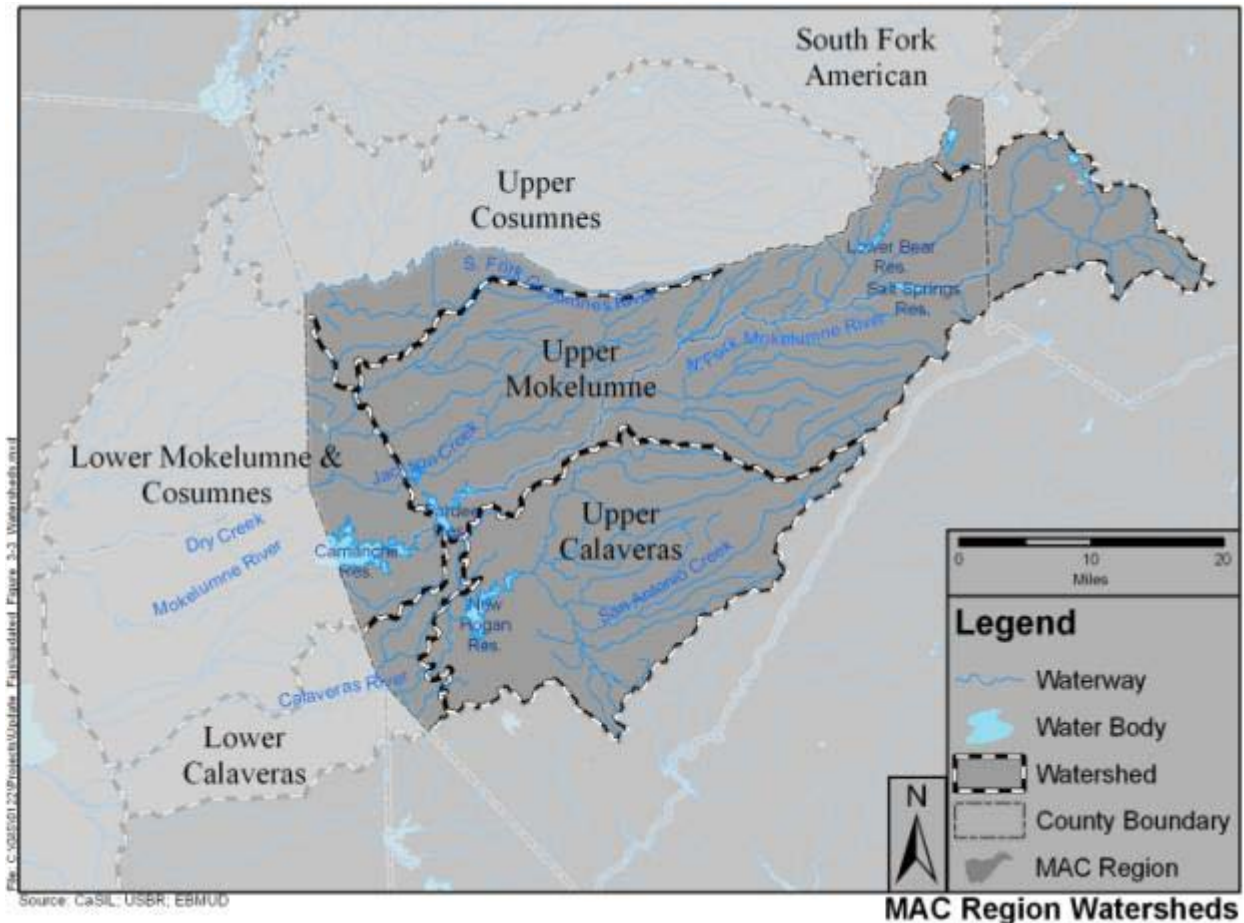 South Fork
American
Upper
Cosumnes
S. Fork Cosumnes River
Lower Bear
Res.
Salt Springs
Res.
N Fork Mokelumne River
Upper
Mokelumne
Lower Mokelumne &
Cosumnes
Jackson Creek
Dry Creek
Mokelumne River
Camanche
Res.
Pardee
Upper
Calaveras
San Antonio Creek
New
Hogan
Res.
Calaveras River
Lower
Calaveras
0 10 20
Miles
Legend
Waterway
Water Body
Watershed
County Boundary
MAC Region
N
Source: CaSIL; USBR; EBMUD
MAC Region Watersheds